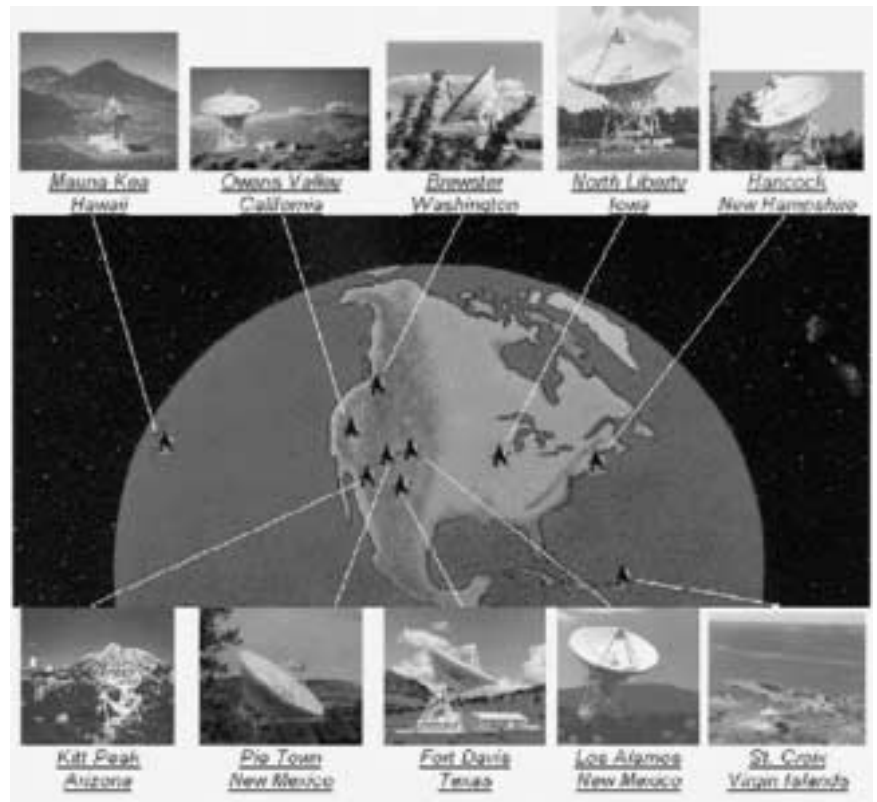 Mauna Kea
Hawaii
Owens Valley
California
Brewster
Washington
North Liberty
Iowa
Hancock
New Hampshire
Kitt Peak
Arizona
Pie Town
New Mexico
Fort Davis
Texas
Los Alamos
New Mexico
St. Croix
Virgin Islands